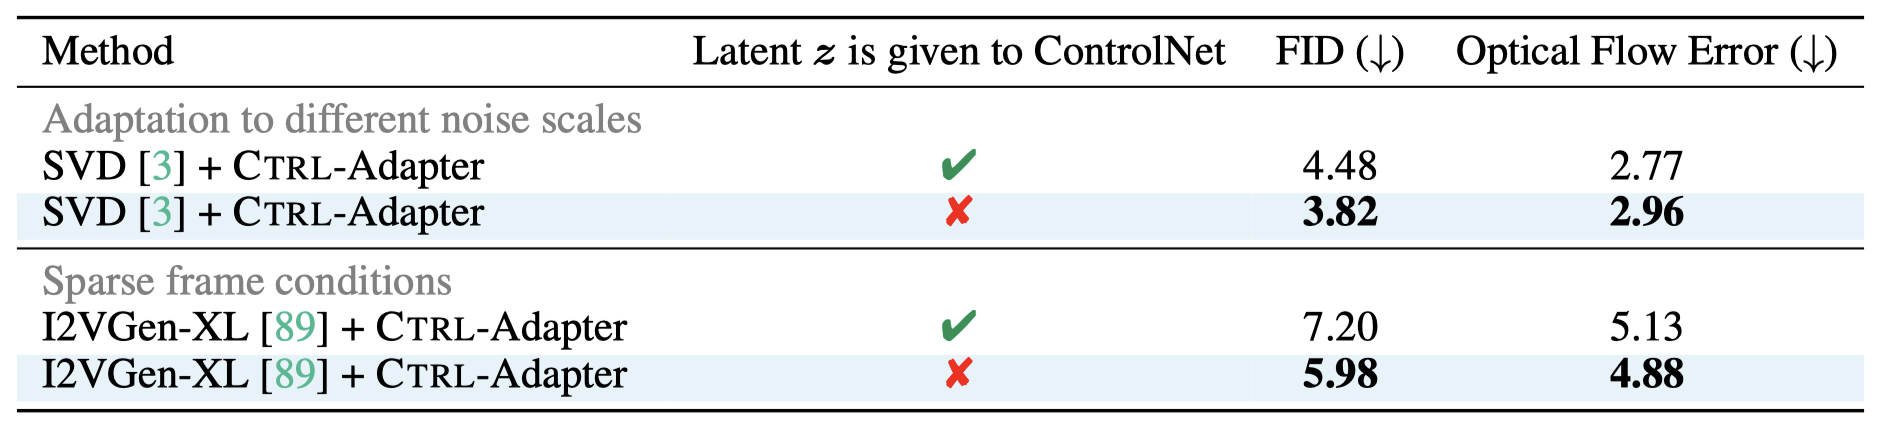 Method Latent z is given to ControlNet FID (↓) Optical Flow Error (↓)
Adaptation to different noise scales
SVD [3] + CTRL-Adapter ✔ 4.48 2.77
SVD [3] + CTRL-Adapter ✘ 3.82 2.96
Sparse frame conditions
I2VGen-XL [89] + CTRL-Adapter ✔ 7.20 5.13
I2VGen-XL [89] + CTRL-Adapter ✘ 5.98 4.88